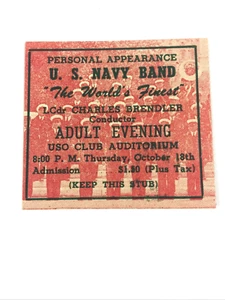 PERSONAL APPEARANCE
U. S. NAVY BAND
"The World's Finest"
LCdr CHARLES BRENDLER
Conductor
ADULT EVENING
USO CLUB AUDITORIUM
8:00 P. M. Thursday, October 18th
Admission $1.50 (Plus Tax)
(KEEP THIS STUB)